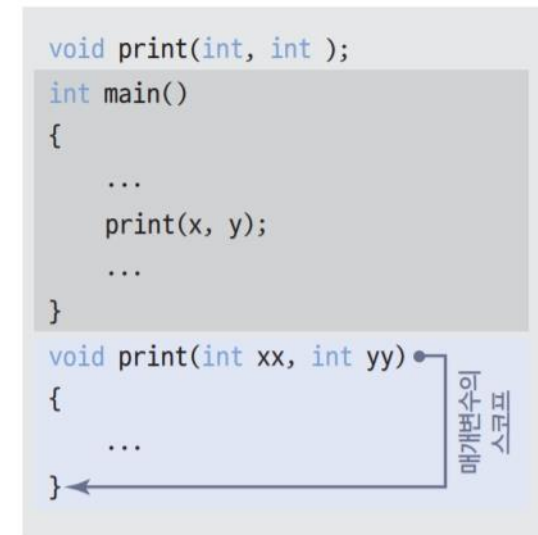 void print(int, int );
int main()
{
...
print(x, y);
...
}
void print(int xx, int yy)
{
...
}
매개변수의
스코프